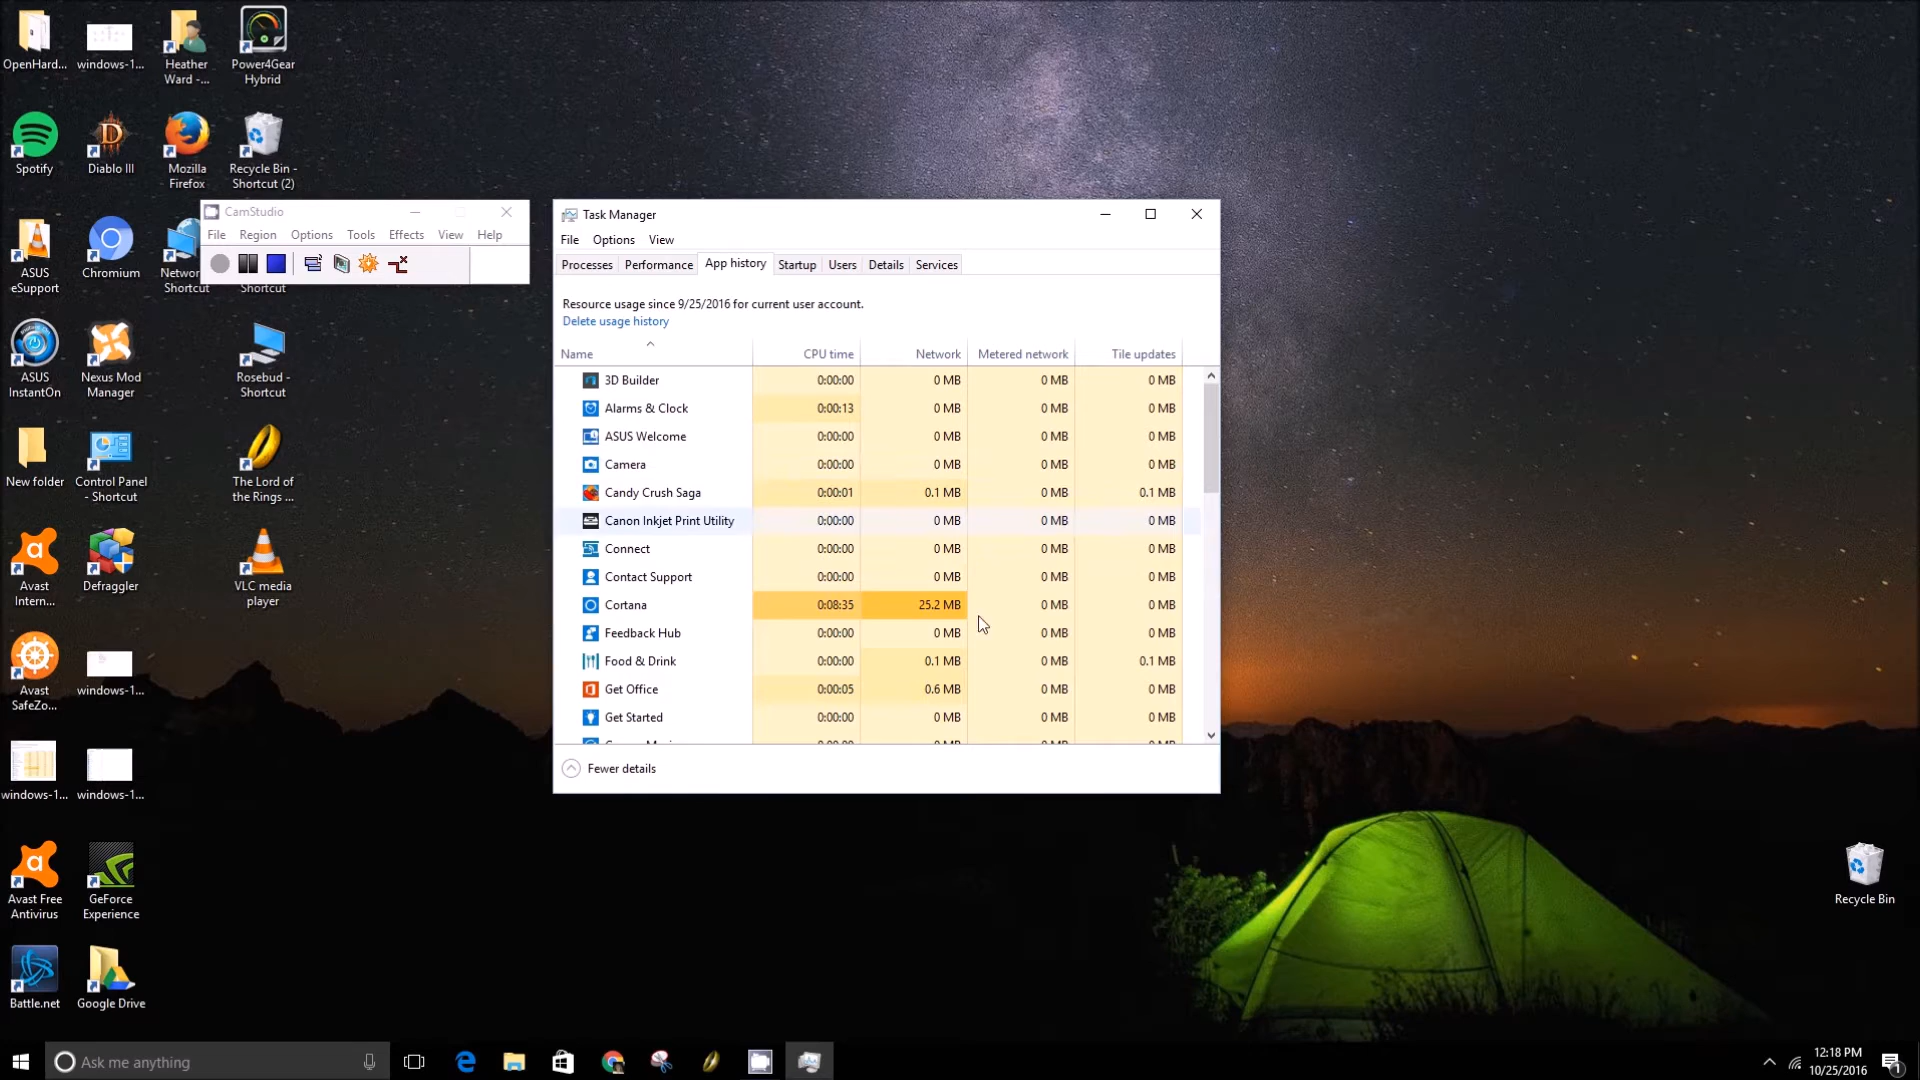 OpenHard...
windows-1...
Heather
Ward -...
Power4Gear
Hybrid
Spotify
Diablo III
Mozilla
Firefox
Recycle Bin -
Shortcut (2)
ASUS
eSupport
Chromium
Networ
Shortcut
Shortcut
ASUS
InstantOn
Nexus Mod
Manager
Rosebud -
Shortcut
New folder
Control Panel
- Shortcut
The Lord of
the Rings ...
Avast
Intern...
Defraggler
VLC media
player
Avast
SafeZo...
windows-1...
windows-1...
windows-1...
Avast Free
Antivirus
GeForce
Experience
Battle.net
Google Drive
CamStudio
File Region Options Tools Effects View Help
Task Manager
File Options View
Processes Performance App history Startup Users Details Services
Resource usage since 9/25/2016 for current user account.
Delete usage history
Name CPU time Network Metered network Tile updates
3D Builder 0:00:00 0 MB 0 MB 0 MB
Alarms & Clock 0:00:13 0 MB 0 MB 0 MB
ASUS Welcome 0:00:00 0 MB 0 MB 0 MB
Camera 0:00:00 0 MB 0 MB 0 MB
Candy Crush Saga 0:00:01 0.1 MB 0 MB 0.1 MB
Canon Inkjet Print Utility 0:00:00 0 MB 0 MB 0 MB
Connect 0:00:00 0 MB 0 MB 0 MB
Contact Support 0:00:00 0 MB 0 MB 0 MB
Cortana 0:08:35 25.2 MB 0 MB 0 MB
Feedback Hub 0:00:00 0 MB 0 MB 0 MB
Food & Drink 0:00:00 0.1 MB 0 MB 0.1 MB
Get Office 0:00:05 0.6 MB 0 MB 0 MB
Get Started 0:00:00 0 MB 0 MB 0 MB
Fewer details
Recycle Bin
Ask me anything
12:18 PM
10/25/2016
1